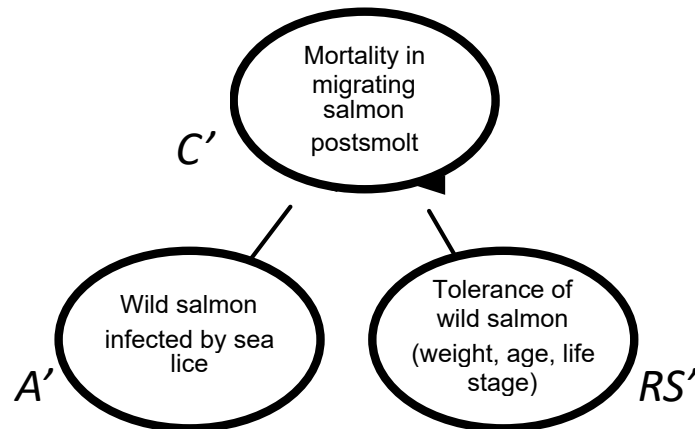 Mortality in
migrating
salmon
postsmolt
C’
Wild salmon
infected by sea
lice
A’
Tolerance of
wild salmon
(weight, age, life
stage)
RS’